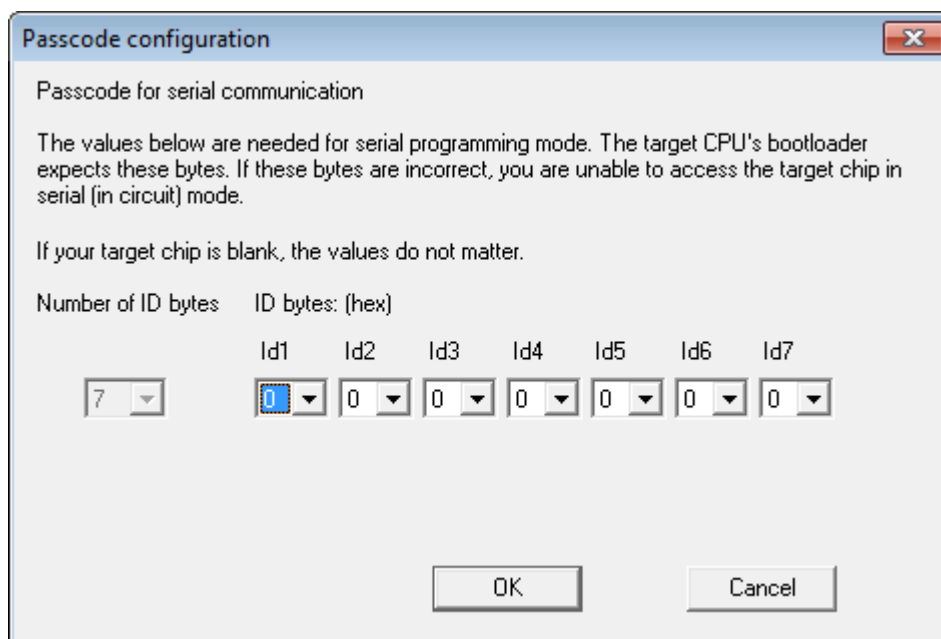 Passcode configuration
Passcode for serial communication
The values below are needed for serial programming mode. The target CPU's bootloader
expects these bytes. If these bytes are incorrect, you are unable to access the target chip in
serial (in circuit) mode.
If your target chip is blank, the values do not matter.
Number of ID bytes ID bytes: (hex)
Id1 Id2 Id3 Id4 Id5 Id6 Id7
7 0 0 0 0 0 0 0
OK Cancel